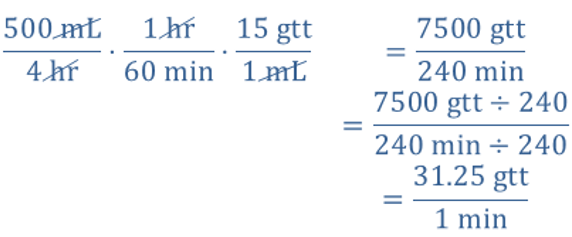 500 mL / 4 hr · 1 hr / 60 min · 15 gtt / 1 mL = 7500 gtt / 240 min
= 7500 gtt ÷ 240 / 240 min ÷ 240
= 31.25 gtt / 1 min